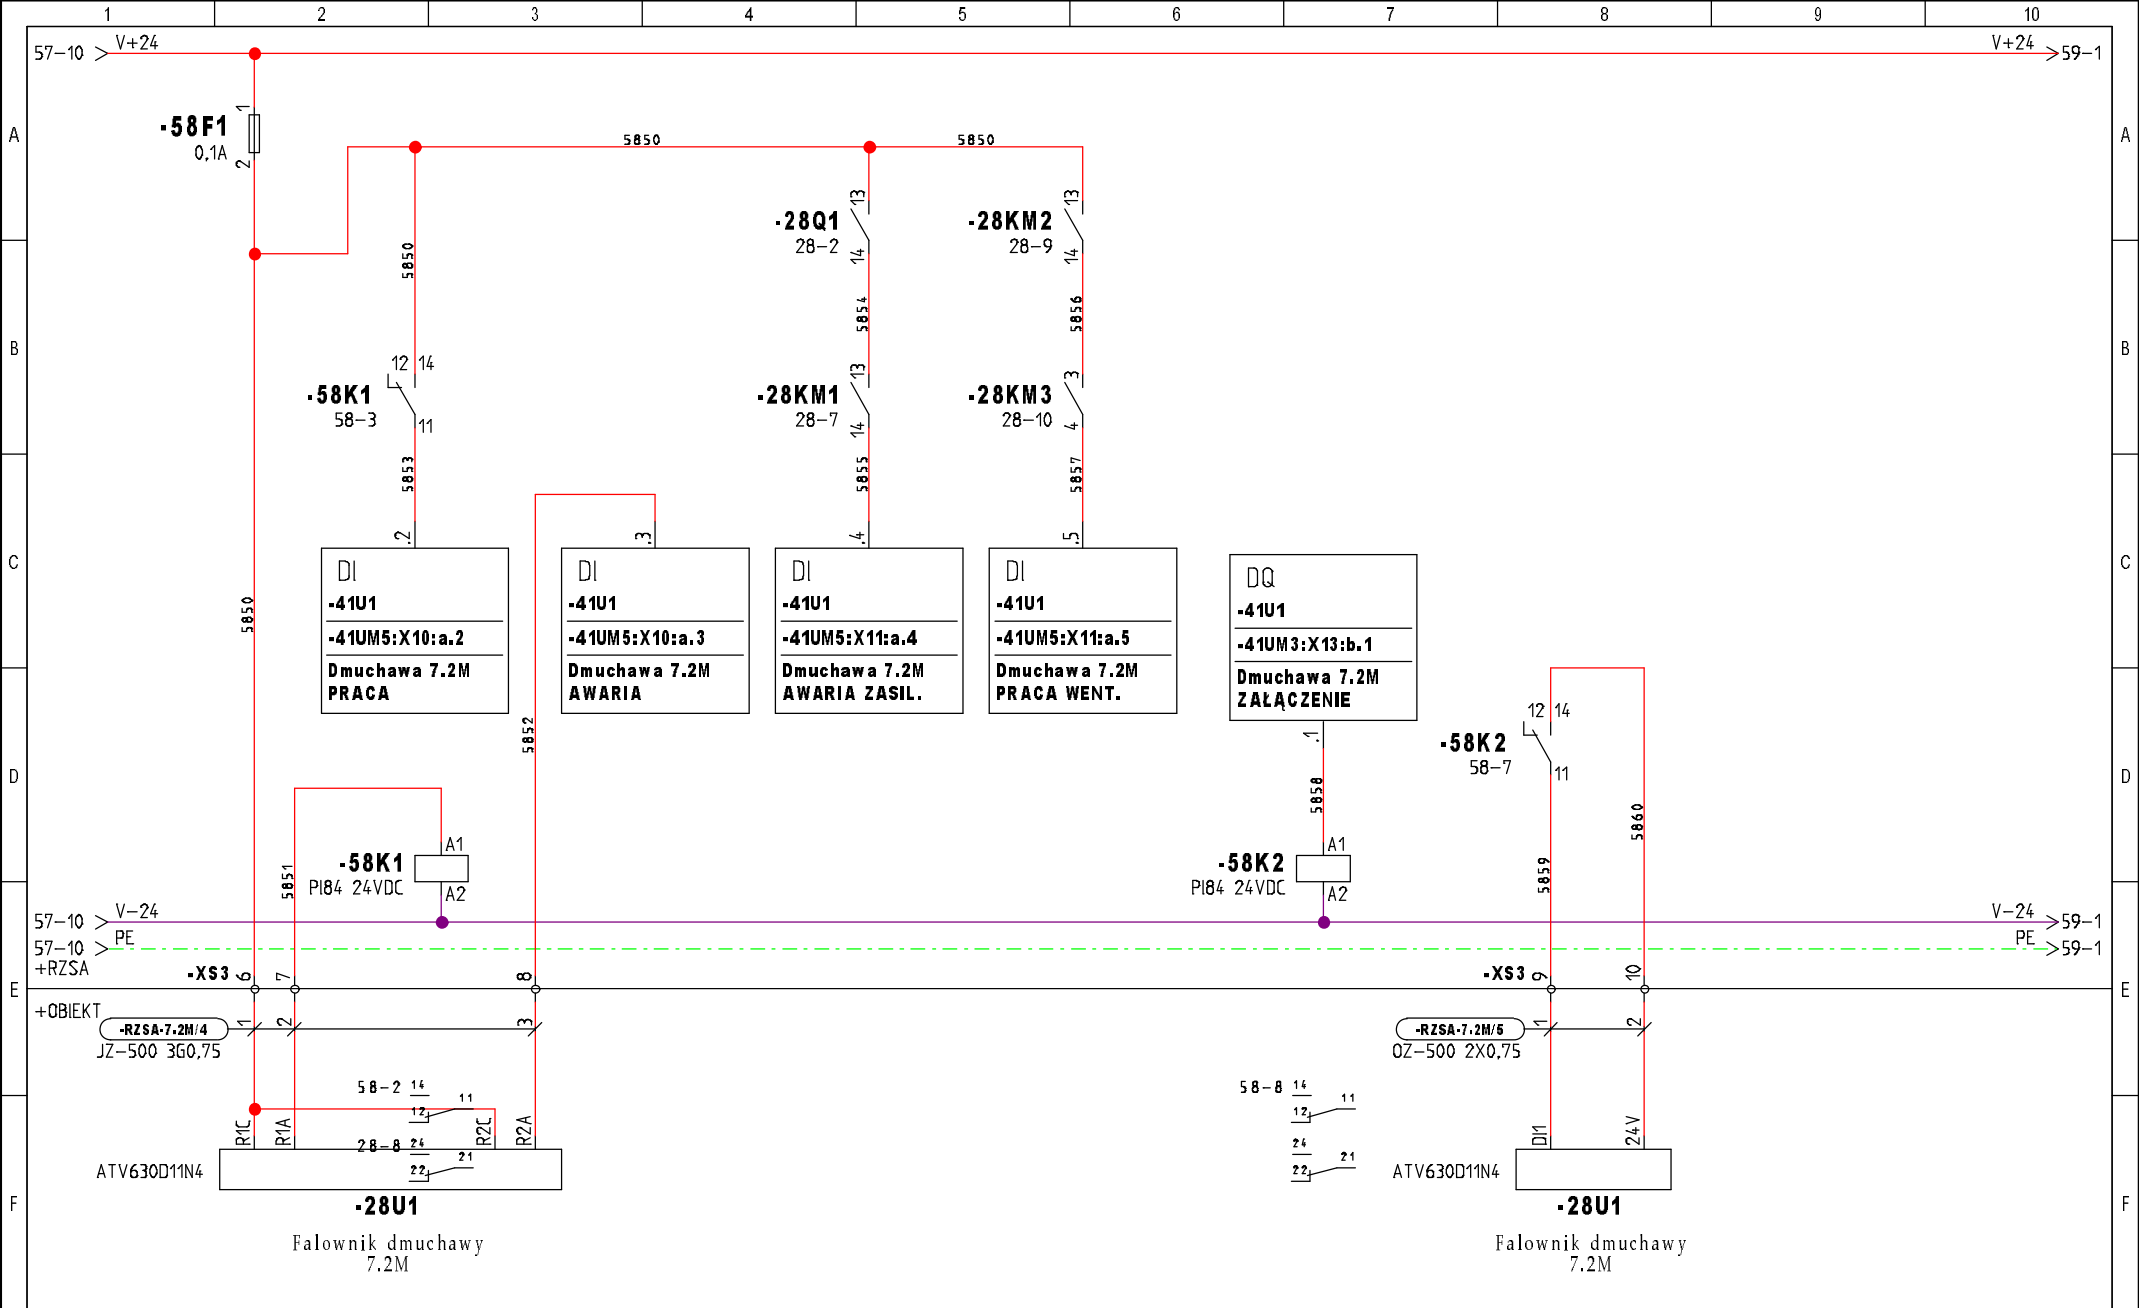 1 2 3 4 5 6 7 8 9 10
57-10 V+24 V+24 59-1
A A
-58F1
0,1A
1
2
5850 5850
-28Q1
28-2
13
14
-28KM2
28-9
13
14
5850
5854
5856
B B
-58K1
58-3
12 14
11
-28KM1
28-7
13
14
-28KM3
28-10
3
4
5853
5855
5857
.2
.3
.4
.5
C C
DI
-41U1
-41UM5:X10:a.2
Dmuchawa 7.2M
PRACA
DI
-41U1
-41UM5:X10:a.3
Dmuchawa 7.2M
AWARIA
DI
-41U1
-41UM5:X11:a.4
Dmuchawa 7.2M
AWARIA ZASIL.
DI
-41U1
-41UM5:X11:a.5
Dmuchawa 7.2M
PRACA WENT.
DQ
-41U1
-41UM3:X13:b.1
Dmuchawa 7.2M
ZAŁĄCZENIE
.1
5850
5852
-58K2
58-7
12 14
11
D D
5858
5860
5851
-58K1
PI84 24VDC
A1
A2
-58K2
PI84 24VDC
A1
A2
5859
57-10 V-24 V-24 59-1
57-10 PE PE 59-1
+RZSA
-XS3 6 7 8
-XS3 9 10
E E
+OBIEKT
-RZSA-7.2M/4 1 2 3
JZ-500 3G0,75
-RZSA-7.2M/5 1 2
OZ-500 2X0,75
58-2 14
12 11
28-8 24
22 21
58-8 14
12 11
24
22 21
R1C R1A R2C R2A
DI1 24V
ATV630D11N4
-28U1
Falownik dmuchawy
7.2M
ATV630D11N4
-28U1
Falownik dmuchawy
7.2M
F F